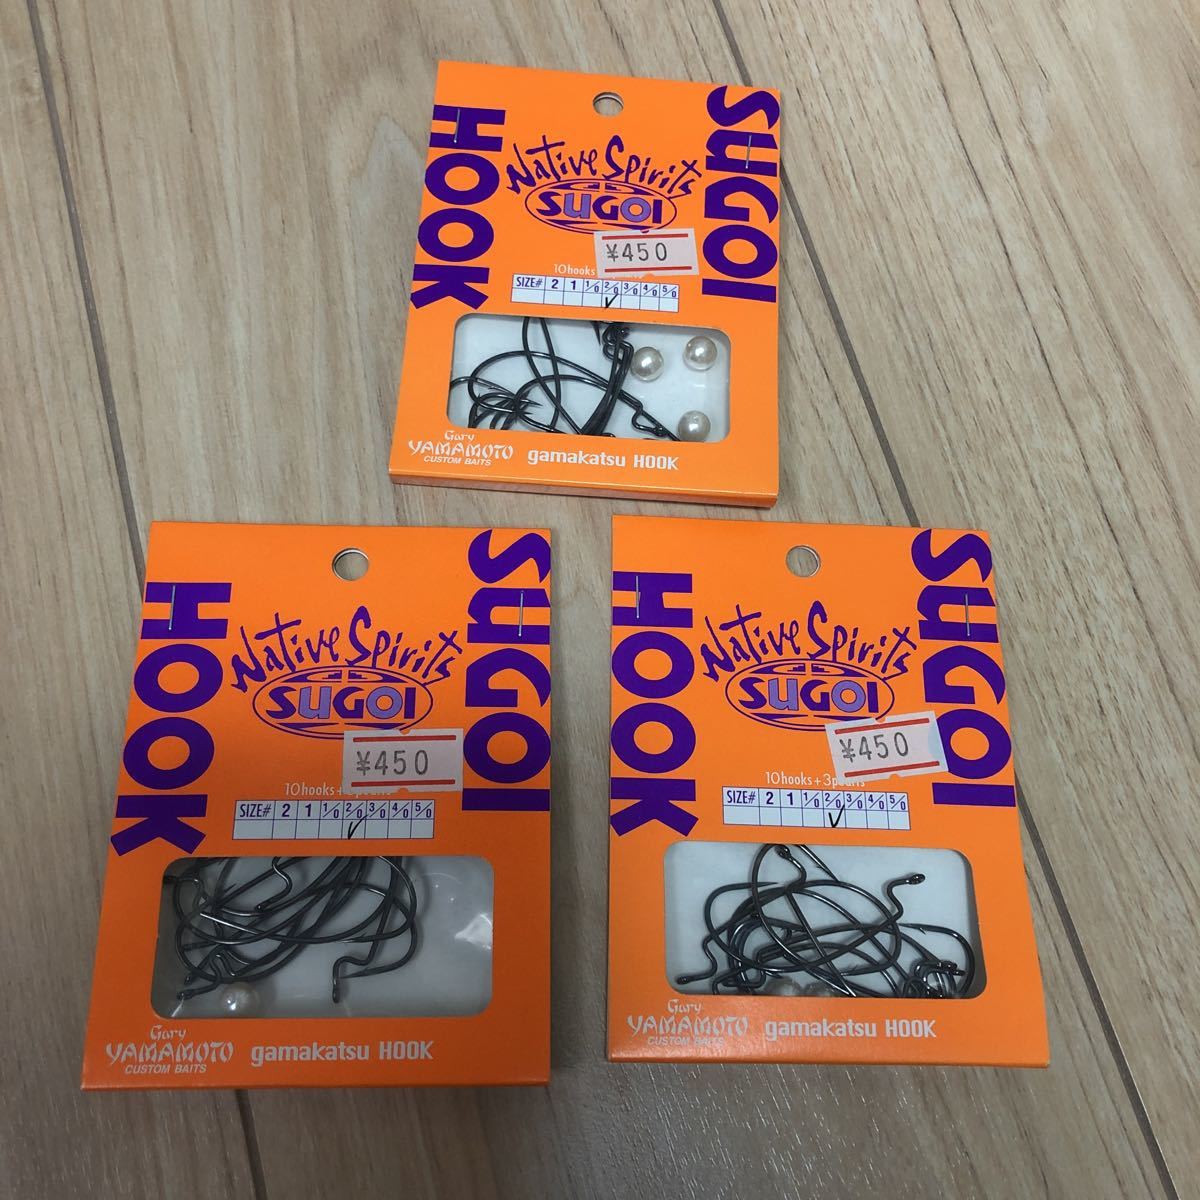 HOOK
SUGOI
Native Spirits
SUGOI
¥450
10hooks
SIZE# 2 1 1/0 2/0 3/0 4/0 5/0
✓
Gary
YAMAMOTO
CUSTOM BAITS
gamakatsu HOOK
HOOK
SUGOI
Native Spirits
SUGOI
¥450
10hooks+
SIZE# 2 1 1/0 2/0 3/0 4/0 5/0
✓
Gary
YAMAMOTO
CUSTOM BAITS
gamakatsu HOOK
HOOK
SUGOI
Native Spirits
SUGOI
¥450
10hooks+3pearls
SIZE# 2 1 1/0 2/0 3/0 4/0 5/0
✓
Gary
YAMAMOTO
CUSTOM BAITS
gamakatsu HOOK